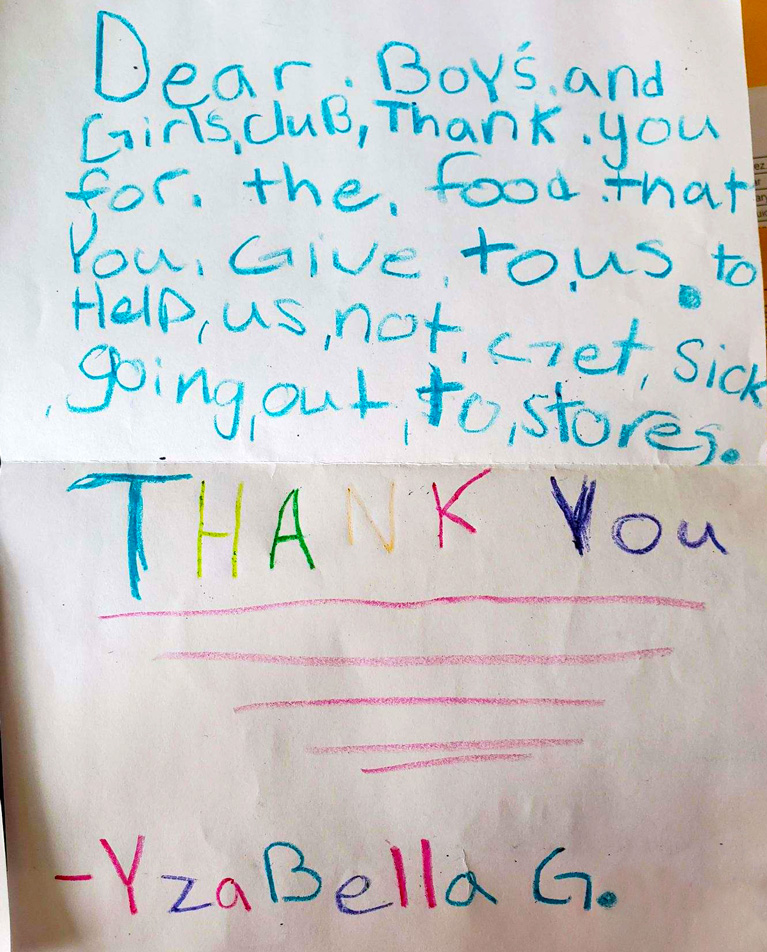 Dear. Boy's. and
Girls, cluB, Thank. you
for. the, food. that
You. Give, to, us. to
Help, us, not, Get, Sick
, going, out, to, stores.
THANK You
-YzaBella G.